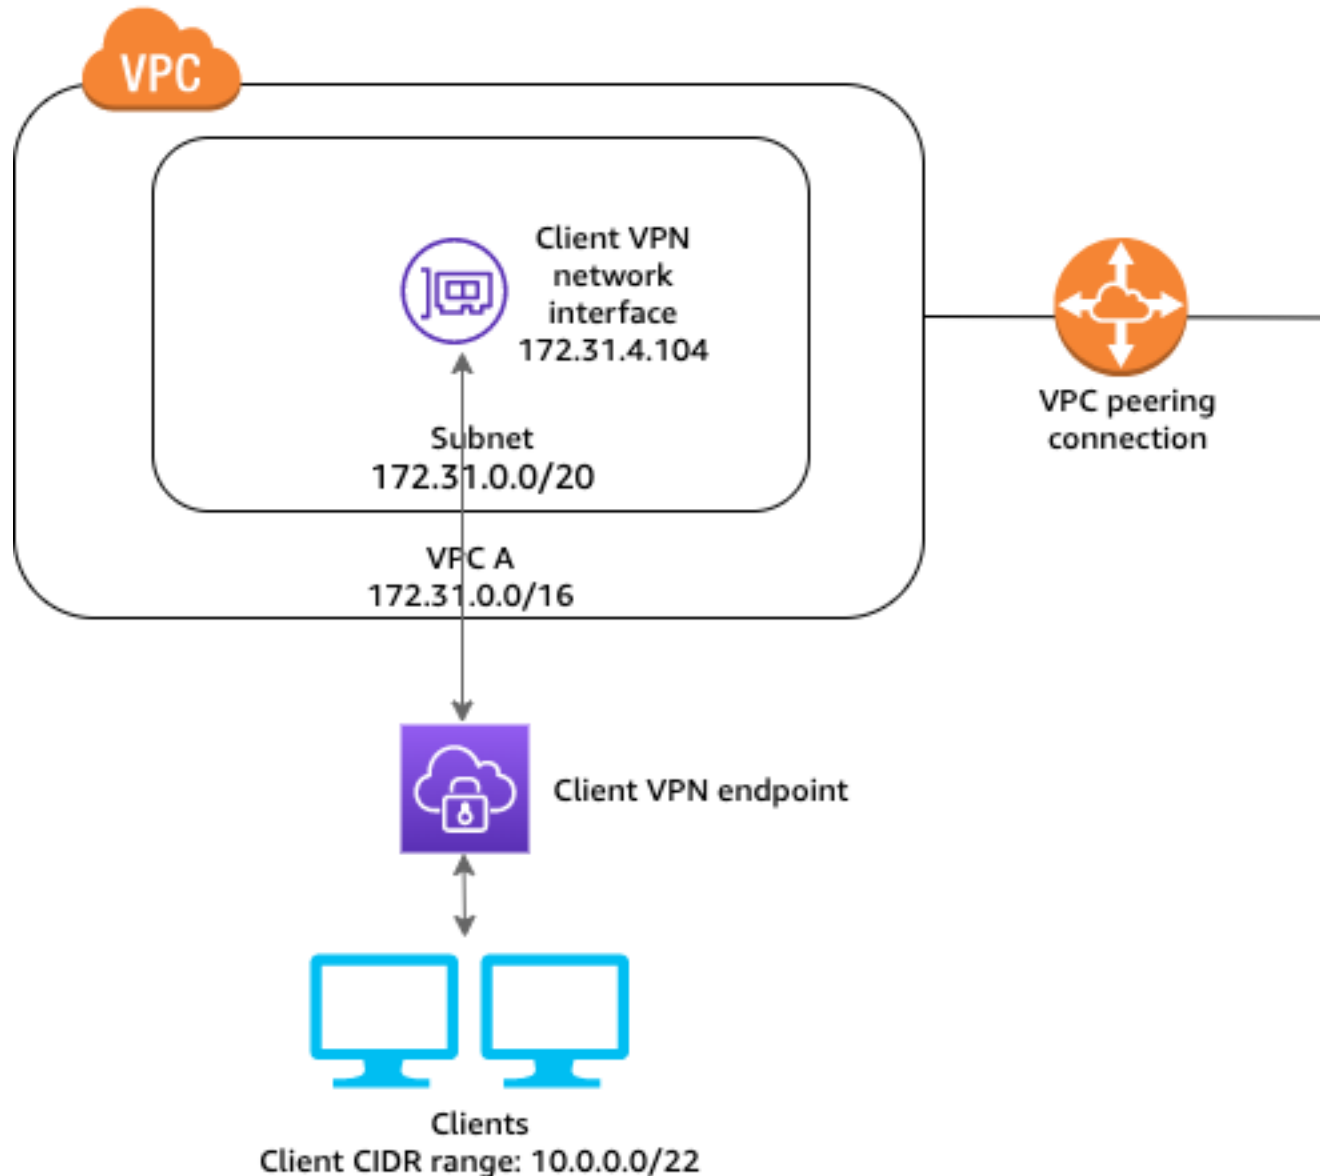 VPC
Client VPN
network
interface
172.31.4.104
Subnet
172.31.0.0/20
VPC A
172.31.0.0/16
VPC peering
connection
Client VPN endpoint
Clients
Client CIDR range: 10.0.0.0/22